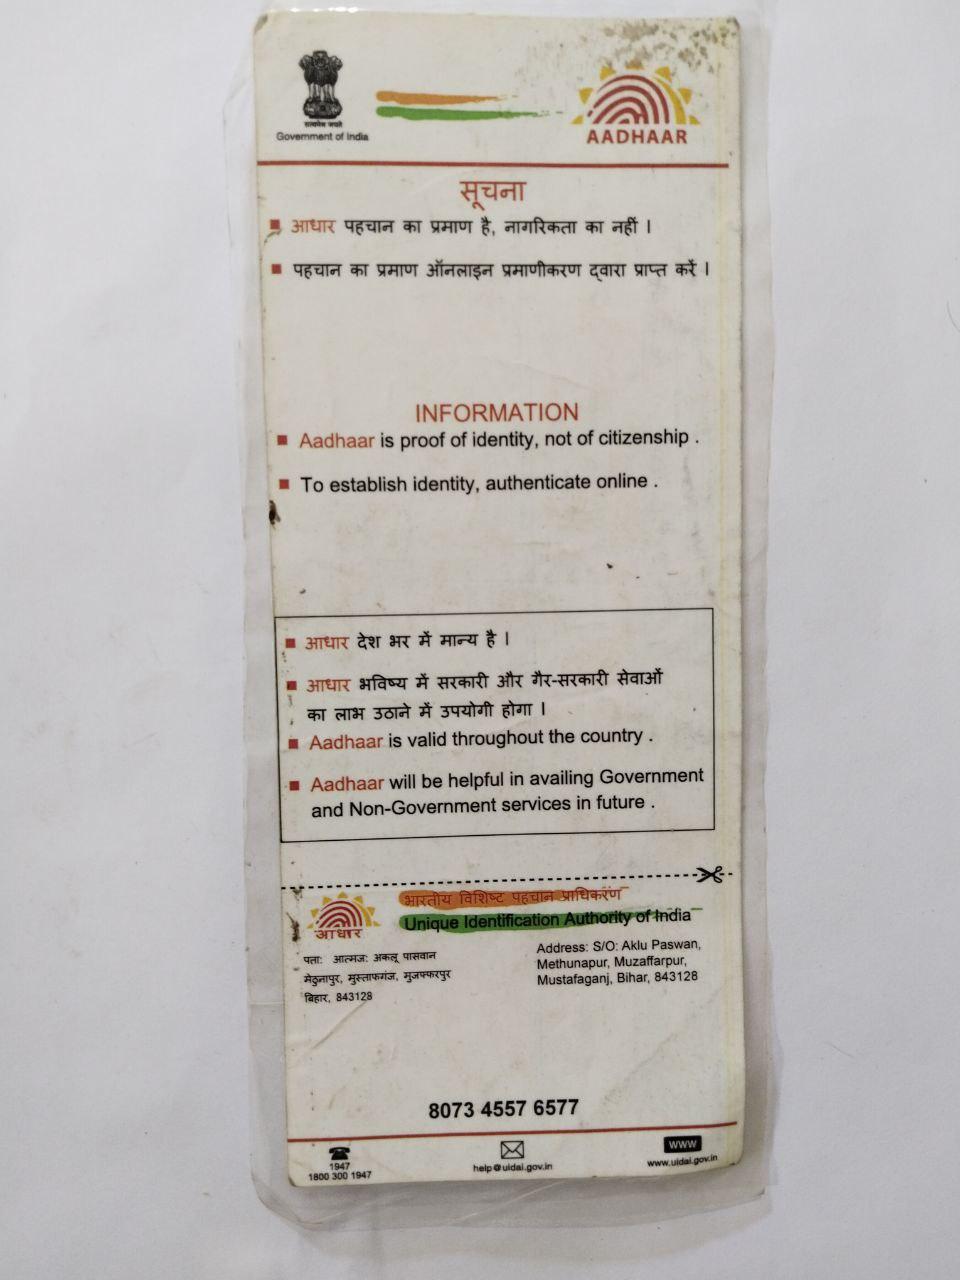 सत्यमेव जयते
Government of India
AADHAAR
सूचना
आधार पहचान का प्रमाण है, नागरिकता का नहीं ।
पहचान का प्रमाण ऑनलाइन प्रमाणीकरण द्वारा प्राप्त करें ।
INFORMATION
Aadhaar is proof of identity, not of citizenship .
To establish identity, authenticate online .
आधार देश भर में मान्य है ।
आधार भविष्य में सरकारी और गैर-सरकारी सेवाओं
का लाभ उठाने में उपयोगी होगा ।
Aadhaar is valid throughout the country .
Aadhaar will be helpful in availing Government
and Non-Government services in future .
भारतीय विशिष्ट पहचान प्राधिकरण
Unique Identification Authority of India
आधार
पताः आत्मजः अकलू पासवान
मेठुनापुर, मुस्ताफगंज, मुजफ्फरपुर
बिहार, 843128
Address: S/O: Aklu Paswan,
Methunapur, Muzaffarpur,
Mustafaganj, Bihar, 843128
8073 4557 6577
1947
1800 300 1947
help@uidai.gov.in
WWW
www.uidai.gov.in